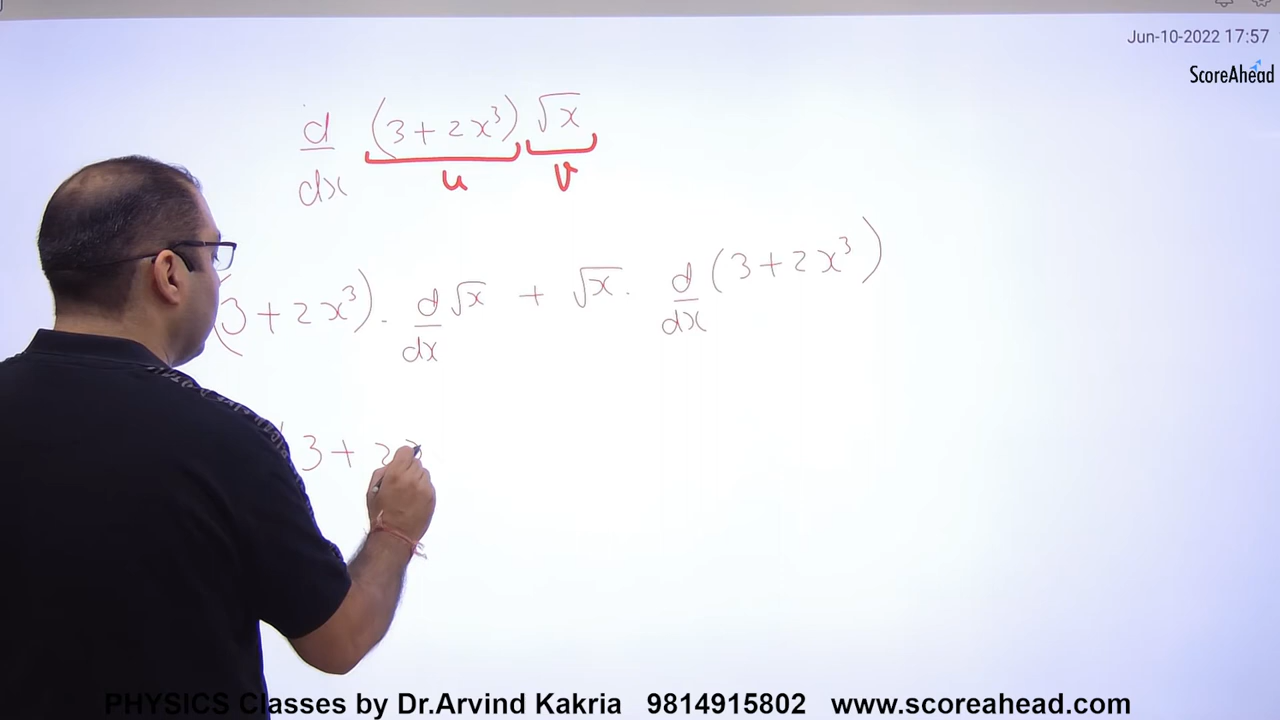 Jun-10-2022 17:57
ScoreAhead
d/dx (3+2x³) √x
u v
(3+2x³) . d/dx √x + √x . d/dx (3+2x³)
3+2
PHYSICS Classes by Dr.Arvind Kakria 9814915802 www.scoreahead.com